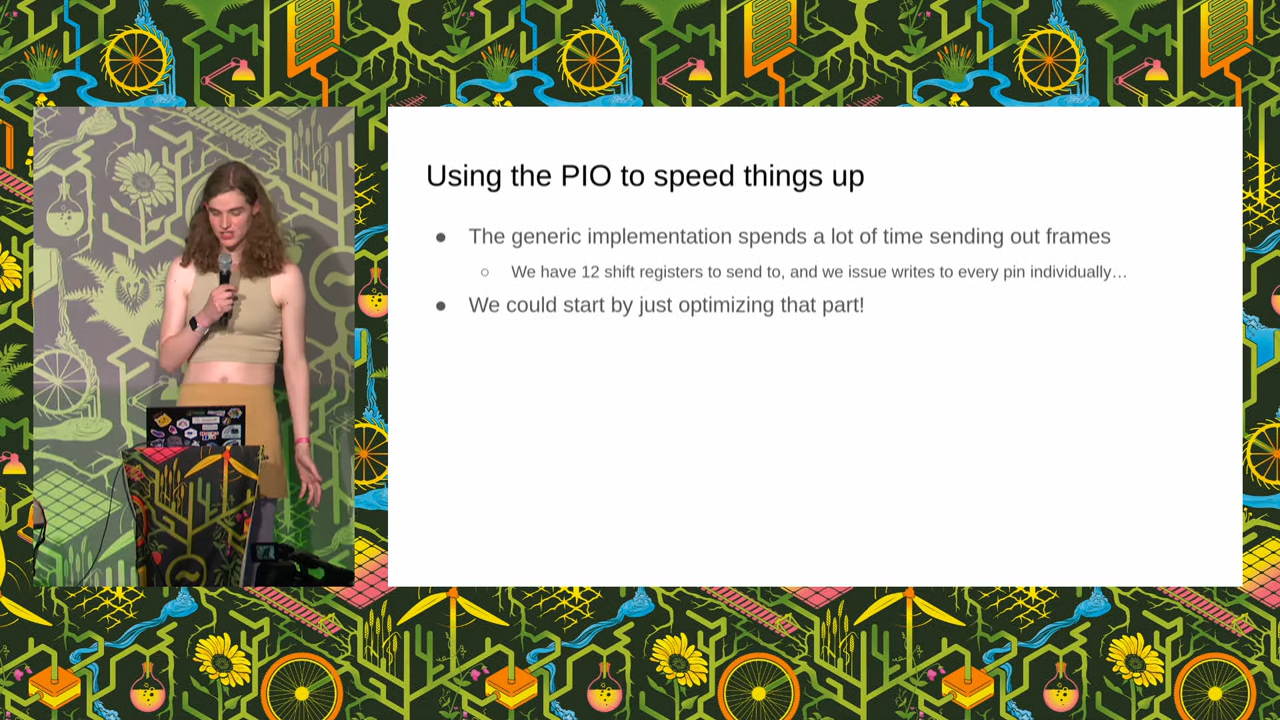 Using the PIO to speed things up
● The generic implementation spends a lot of time sending out frames
○ We have 12 shift registers to send to, and we issue writes to every pin individually…
● We could start by just optimizing that part!